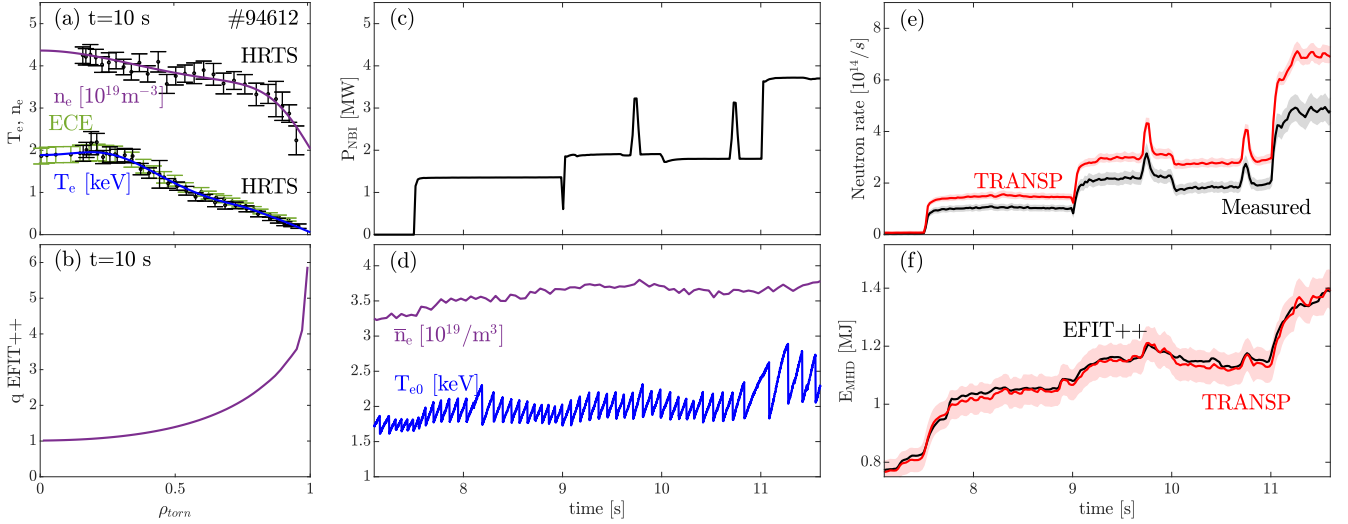 (a) t=10 s
#94612
HRTS
n_e [10^19 m^−3]
ECE
T_e [keV]
HRTS
T_e, n_e
5
4
3
2
1
0
(b) t=10 s
q EFIT++
6
5
4
3
2
1
0
0
0.5
1
ρ_torn
(c)
P_NBI [MW]
5
4
3
2
1
0
(d)
n̅_e [10^19/m^3]
T_e0 [keV]
4
3.5
3
2.5
2
1.5
1
8
9
10
11
time [s]
(e)
TRANSP
Measured
Neutron rate [10^14/s]
8
6
4
2
0
(f)
EFIT++
TRANSP
E_MHD [MJ]
1.4
1.2
1.0
0.8
8
9
10
11
time [s]